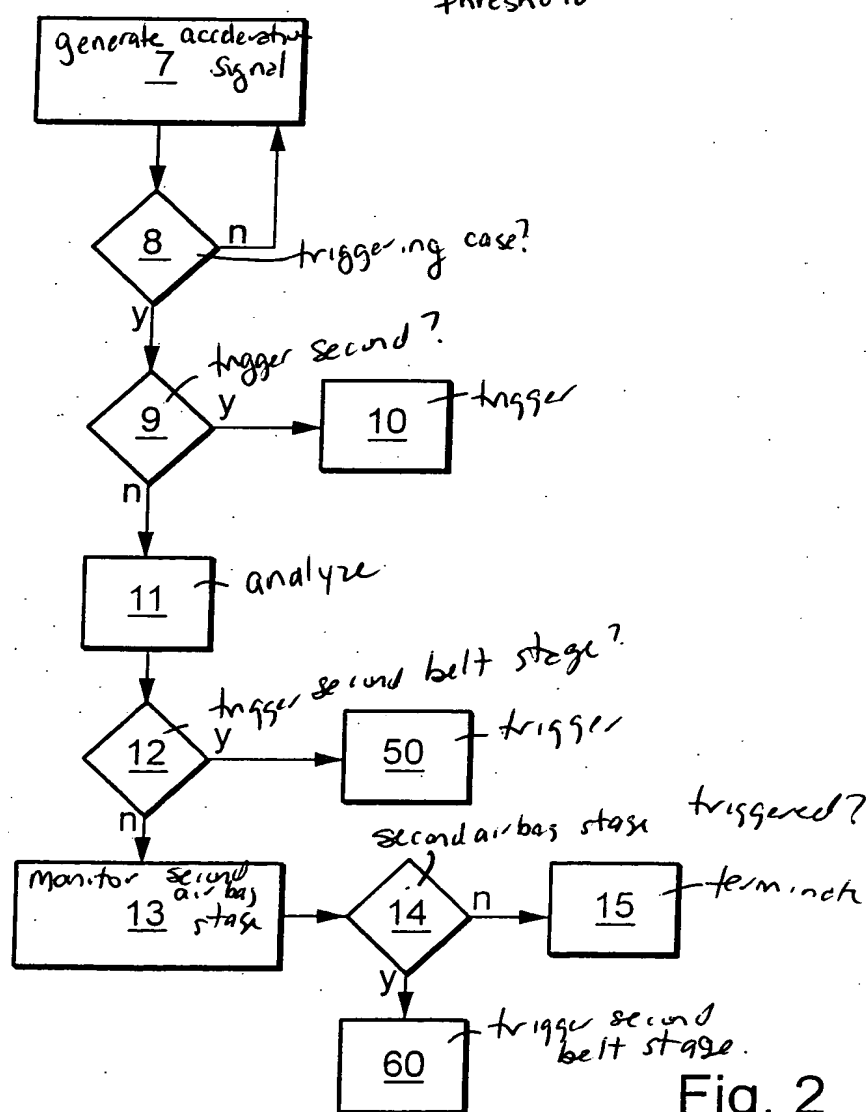 threshold
generate acceleration
7 signal
8
n
triggering case?
y
trigger second?
9
y
10
trigger
n
11
analyze
trigger second belt stage?
12
y
50
trigger
n
second airbag stage triggered?
monitor second
airbag
13 stage
14
n
15
terminate
y
60
trigger second
belt stage.
Fig. 2